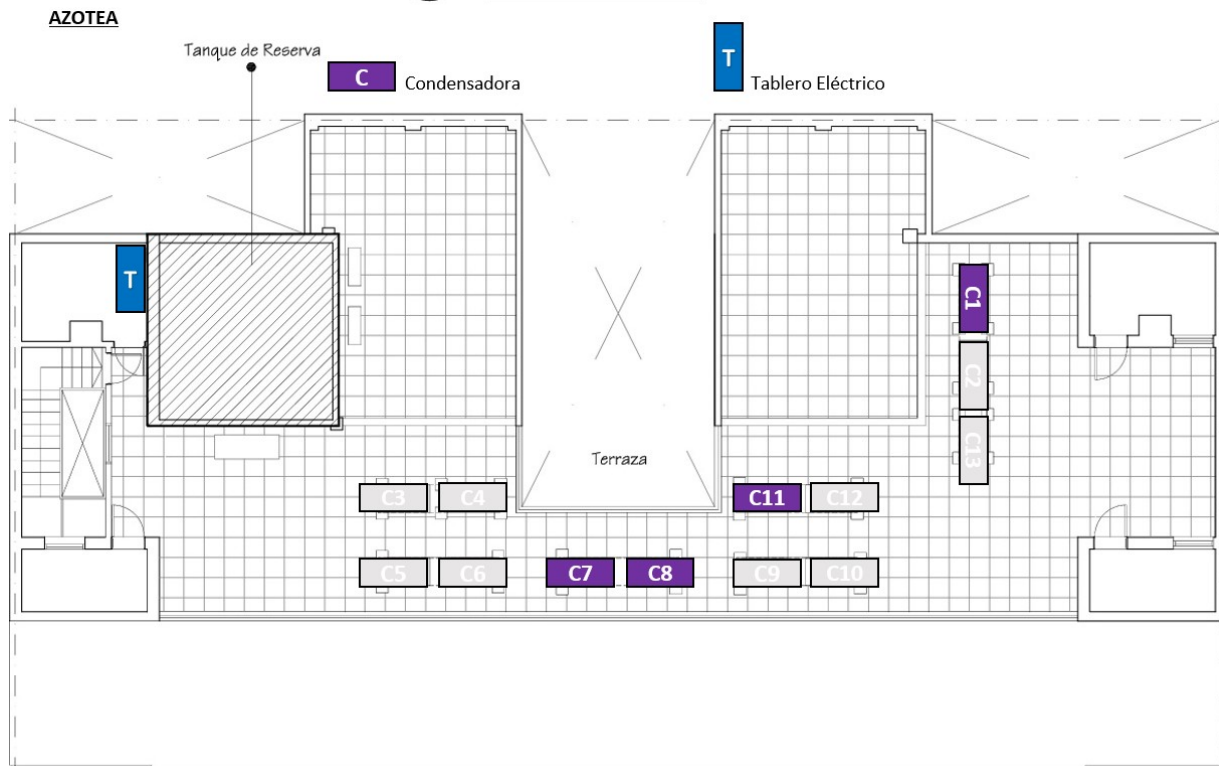 AZOTEA
Tanque de Reserva
C Condensadora
T Tablero Eléctrico
T
C1
C2
C13
Terraza
C3 C4 C11 C12
C5 C6 C7 C8 C9 C10